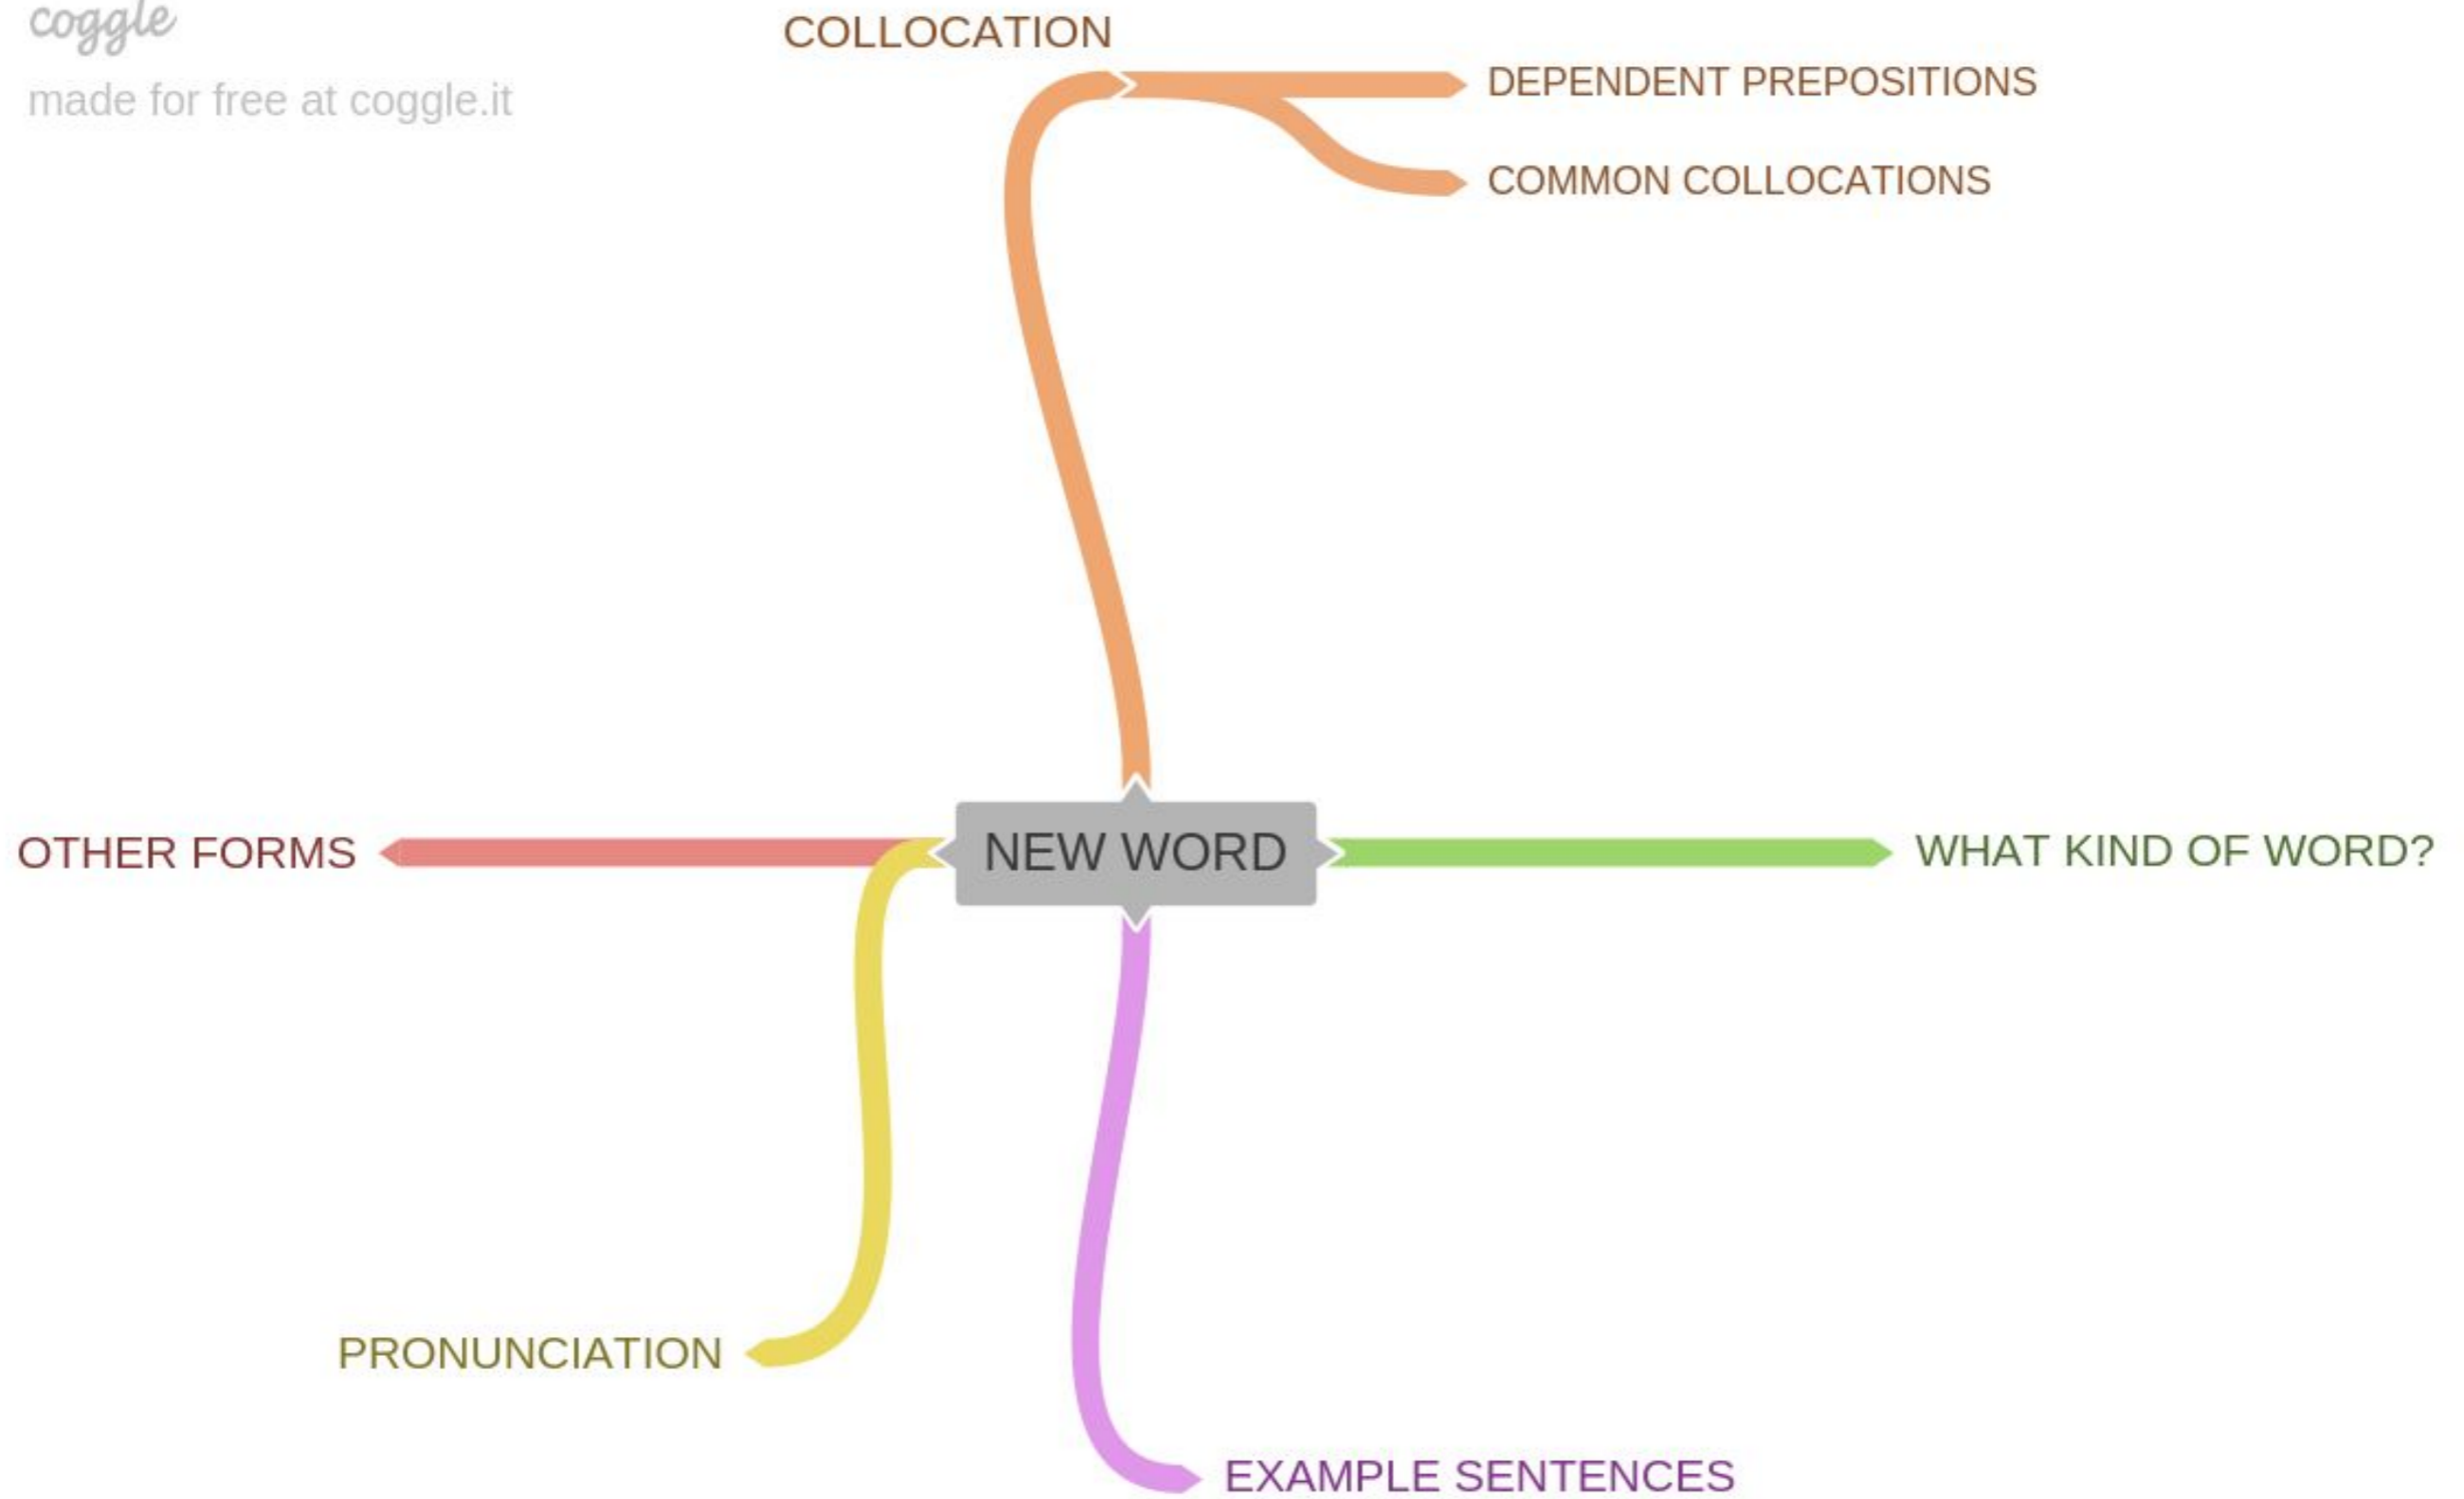 coggle
made for free at coggle.it
COLLOCATION
DEPENDENT PREPOSITIONS
COMMON COLLOCATIONS
OTHER FORMS
NEW WORD
WHAT KIND OF WORD?
PRONUNCIATION
EXAMPLE SENTENCES